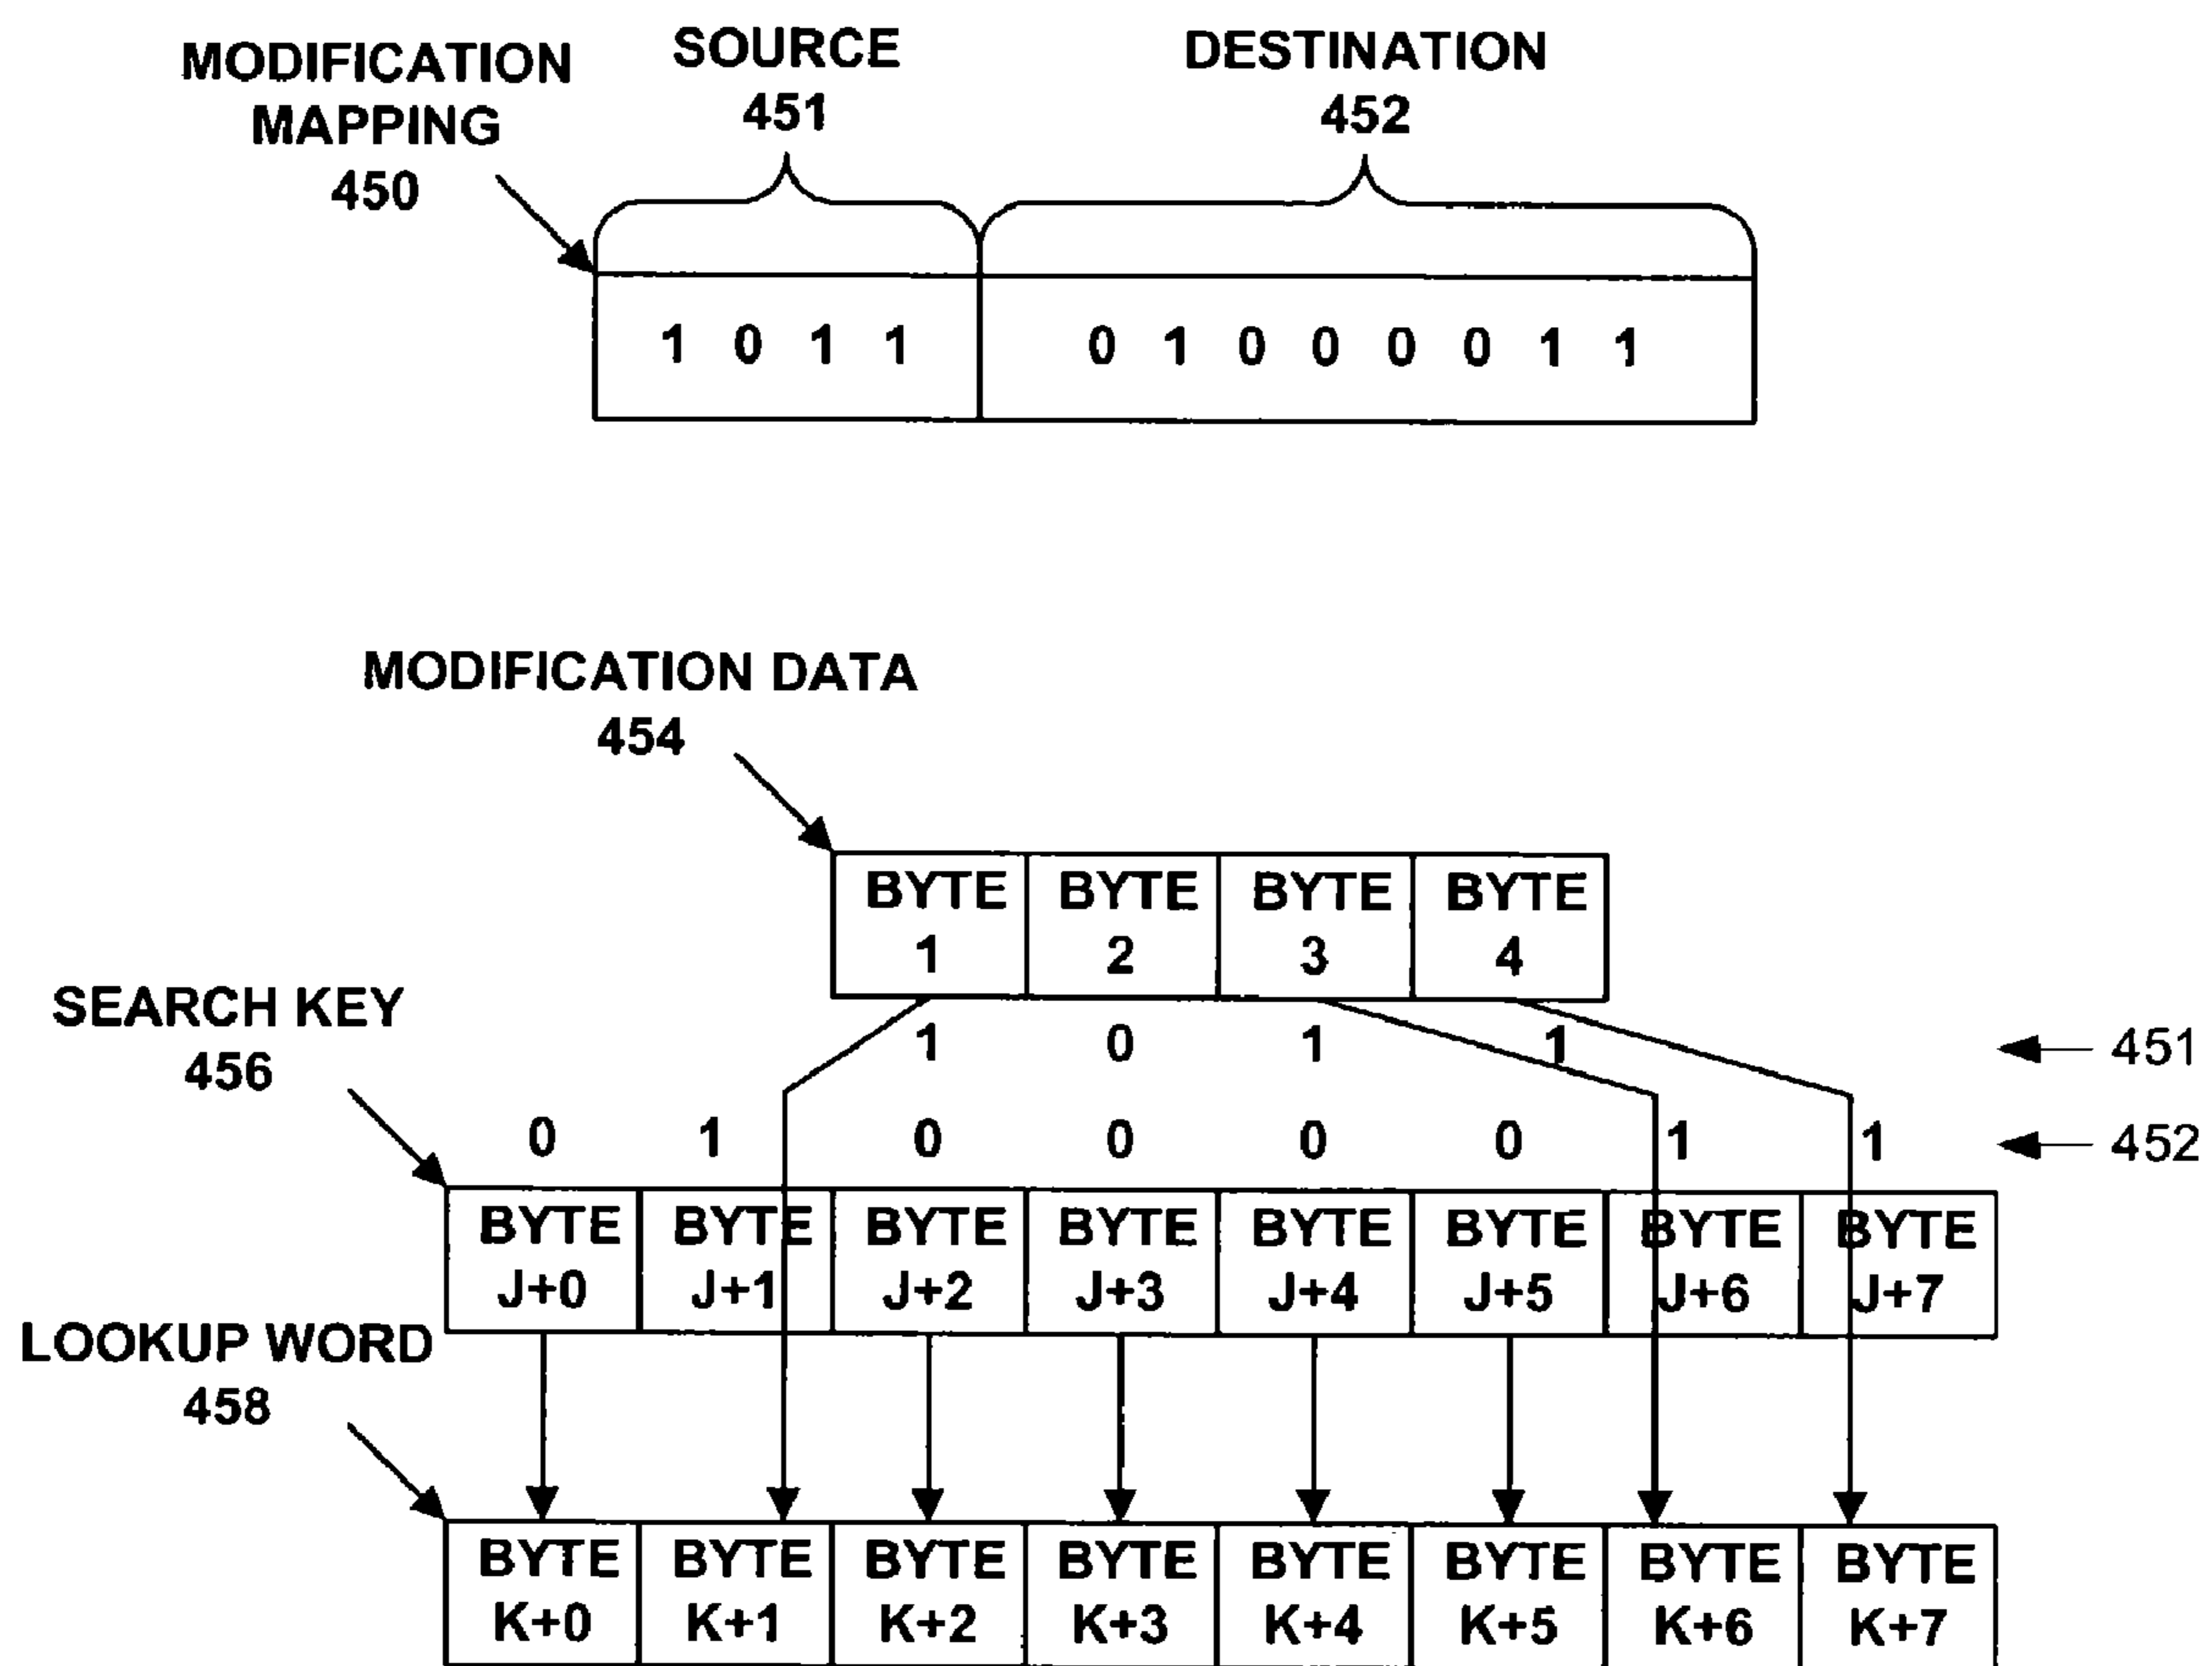 MODIFICATION
MAPPING
450
SOURCE
451
DESTINATION
452
1 0 1 1 0 1 0 0 0 0 1 1
MODIFICATION DATA
454
BYTE BYTE BYTE BYTE
1 2 3 4
SEARCH KEY
456
1 0 1 1 451
0 1 0 0 0 0 1 1 452
BYTE BYTE BYTE BYTE BYTE BYTE BYTE BYTE
J+0 J+1 J+2 J+3 J+4 J+5 J+6 J+7
LOOKUP WORD
458
BYTE BYTE BYTE BYTE BYTE BYTE BYTE BYTE
K+0 K+1 K+2 K+3 K+4 K+5 K+6 K+7